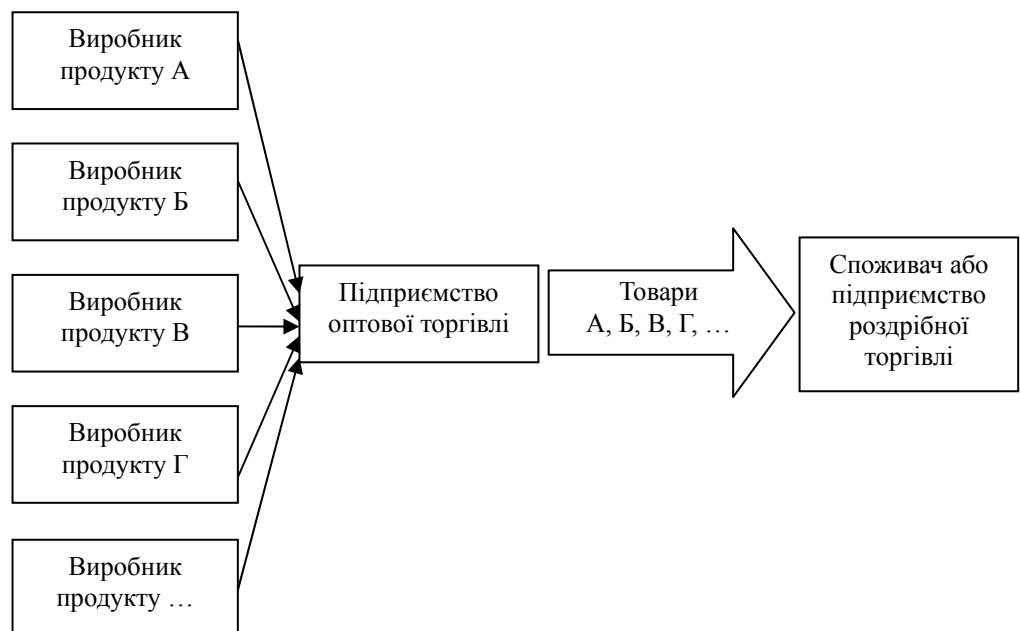 Виробник
продукту А
Виробник
продукту Б
Виробник
продукту В
Виробник
продукту Г
Виробник
продукту …
Підприємство
оптової торгівлі
Товари
А, Б, В, Г, …
Споживач або
підприємство
роздрібної
торгівлі